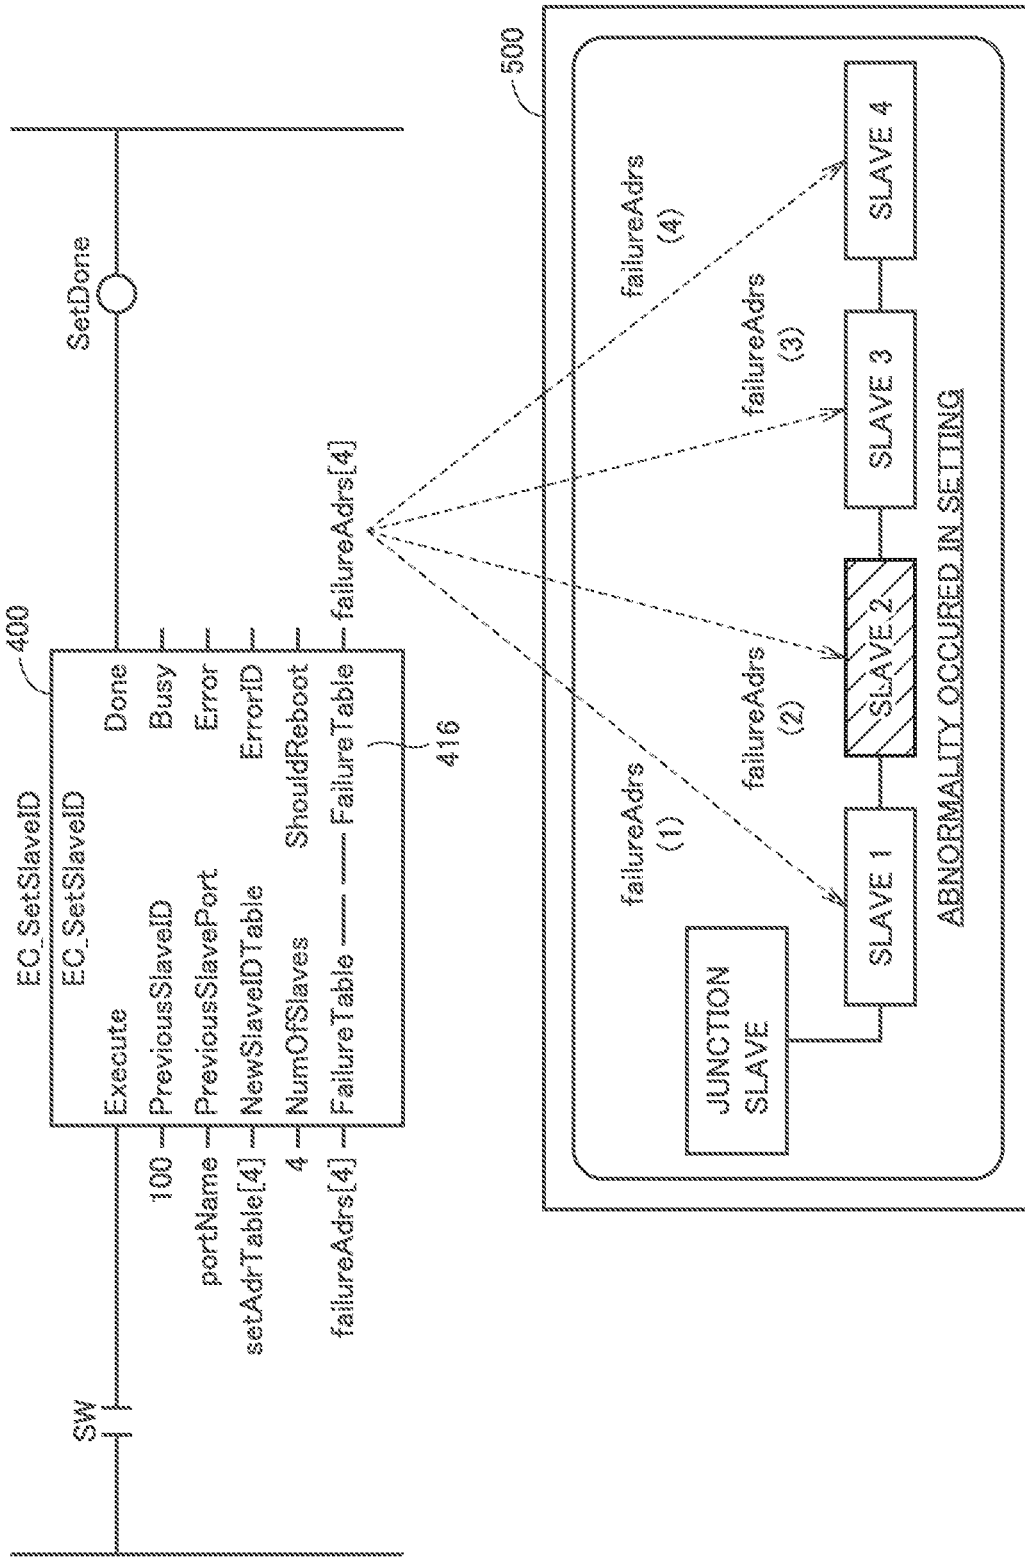 EC_SetSlaveID
400
EC_SetSlaveID
SW
Execute
Done
SetDone
100
PreviousSlaveID
Busy
portName
PreviousSlavePort
Error
setAdrTable[4]
NewSlaveIDTable
ErrorID
4
NumOfSlaves
ShouldReboot
failureAdrs[4]
FailureTable
FailureTable
failureAdrs[4]
416
500
failureAdrs
(1)
failureAdrs
(2)
failureAdrs
(3)
failureAdrs
(4)
JUNCTION
SLAVE
SLAVE 1
SLAVE 2
SLAVE 3
SLAVE 4
ABNORMALITY OCCURED IN SETTING